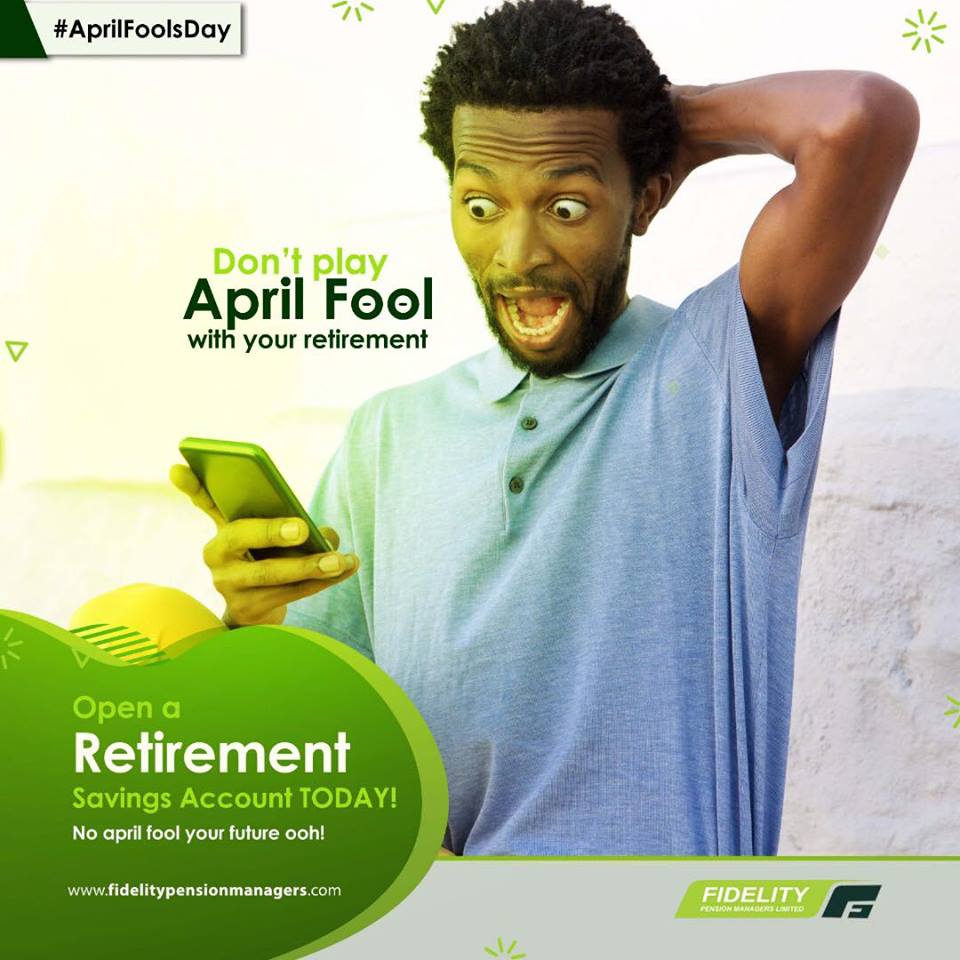 #AprilFoolsDay
Don't play
April Fool
with your retirement
Open a
Retirement
Savings Account TODAY!
No april fool your future ooh!
www.fidelitypensionmanagers.com
FIDELITY
PENSION MANAGERS LIMITED